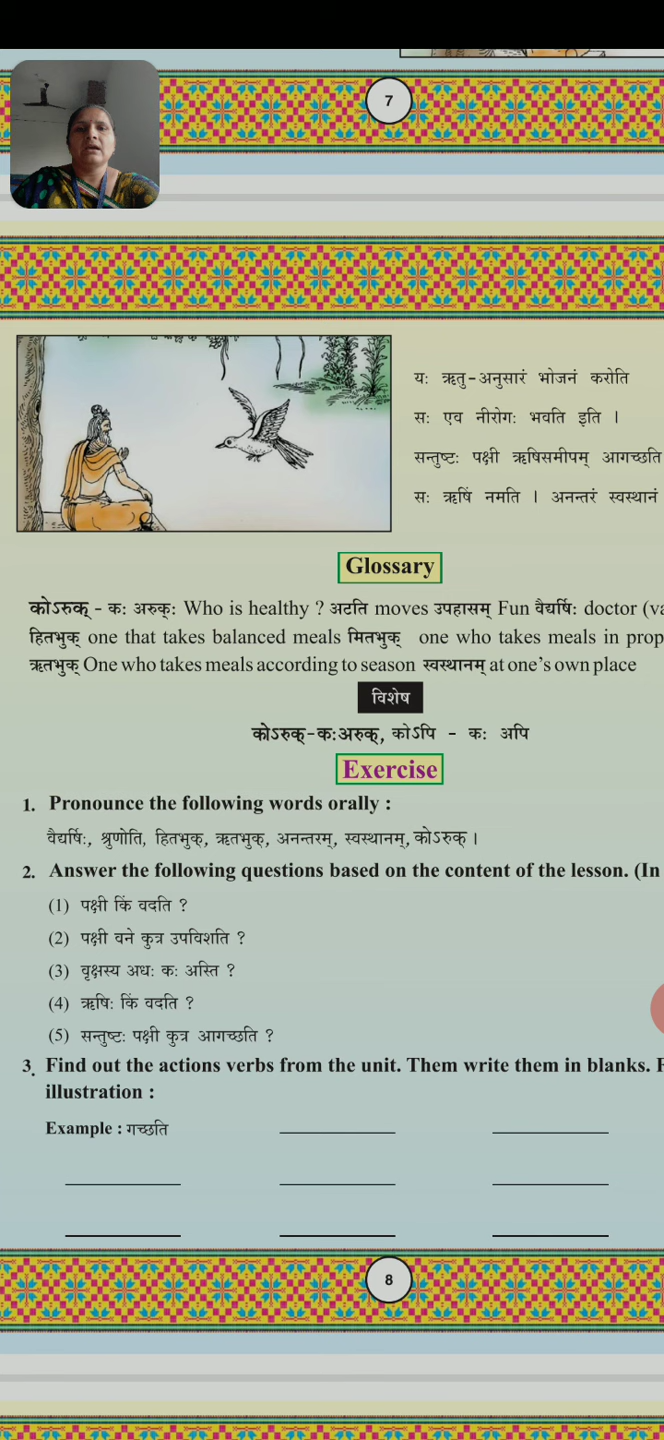 7
यः ऋतु-अनुसारं भोजनं करोति
सः एव नीरोगः भवति इति ।
सन्तुष्टः पक्षी ऋषिसमीपम् आगच्छति
सः ऋषिं नमति । अनन्तरं स्वस्थानं
Glossary
कोऽरुक् - कः अरुक्: Who is healthy ? अटति moves उपहासम् Fun वैद्यर्षिः doctor (va
हितभुक् one that takes balanced meals मितभुक् one who takes meals in prop
ऋतभुक् One who takes meals according to season स्वस्थानम् at one's own place
विशेष
कोऽरुक्-कःअरुक्, कोऽपि - कः अपि
Exercise
1. Pronounce the following words orally :
वैद्यर्षिः, श्रुणोति, हितभुक्, ऋतभुक्, अनन्तरम्, स्वस्थानम्, कोऽरुक् ।
2. Answer the following questions based on the content of the lesson. (In
(1) पक्षी किं वदति ?
(2) पक्षी वने कुत्र उपविशति ?
(3) वृक्षस्य अधः कः अस्ति ?
(4) ऋषिः किं वदति ?
(5) सन्तुष्टः पक्षी कुत्र आगच्छति ?
3. Find out the actions verbs from the unit. Them write them in blanks. F
illustration :
Example : गच्छति
8